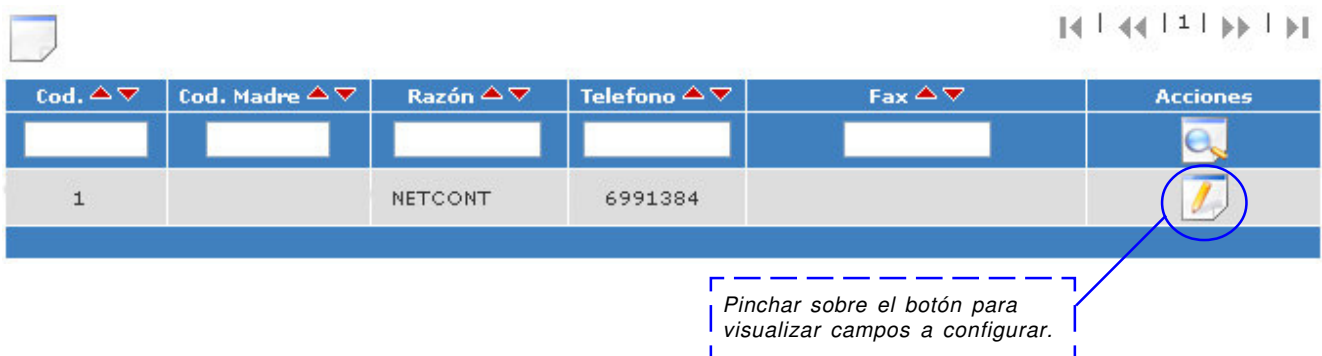 | | 1 | |
Cod. Cod. Madre Razón Telefono Fax Acciones
1 NETCONT 6991384
Pinchar sobre el botón para
visualizar campos a configurar.